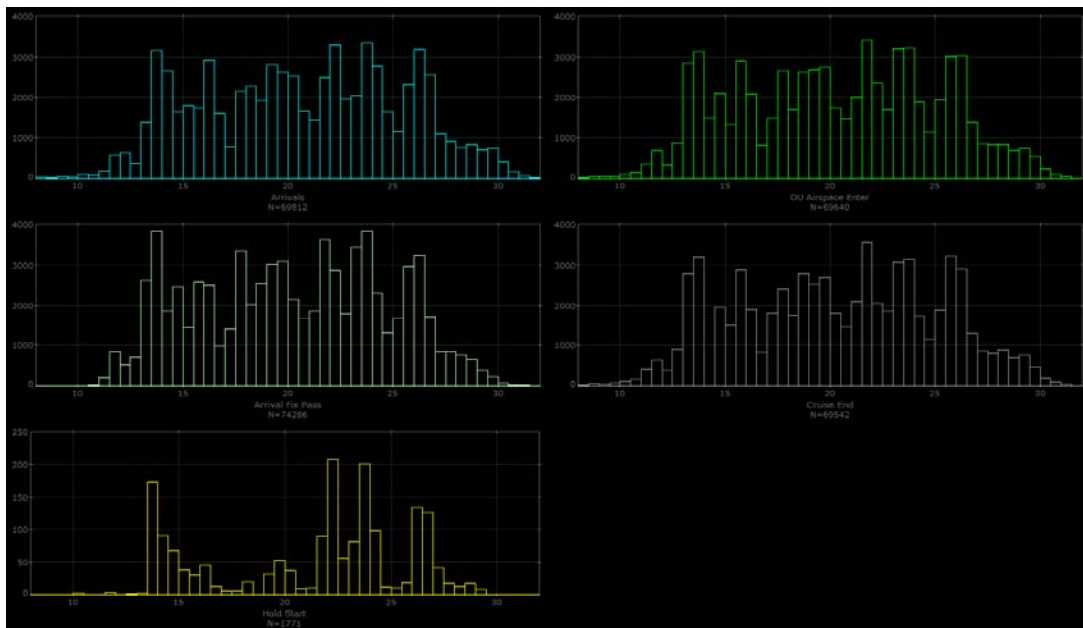 4000
3000
2000
1000
0
10 15 20 25 30
Arrivals
N=69812
4000
3000
2000
1000
0
10 15 20 25 30
OU Airspace Enter
N=69640
4000
3000
2000
1000
0
10 15 20 25 30
Arrival Fix Pass
N=74286
4000
3000
2000
1000
0
10 15 20 25 30
Cruise End
N=69542
250
200
150
100
50
0
10 15 20 25 30
Hold Start
N=1771